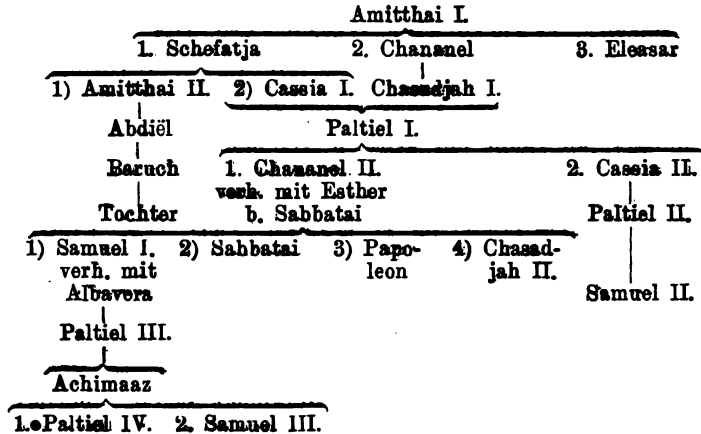 Amitthai I.
1. Schefatja 2. Chananel 3. Eleasar
1) Amitthai II. 2) Cassia I. Chasadjah I.
Abdiël Paltiel I.
Baruch 1. Chananel II. 2. Cassia II.
verh. mit Esther
Tochter b. Sabbatai Paltiel II.
1) Samuel I. 2) Sabbatai 3) Papo- 4) Chasad-
verh. mit leon jah II.
Albavera Samuel II.
Paltiel III.
Achimaaz
1. Paltiel IV. 2. Samuel III.